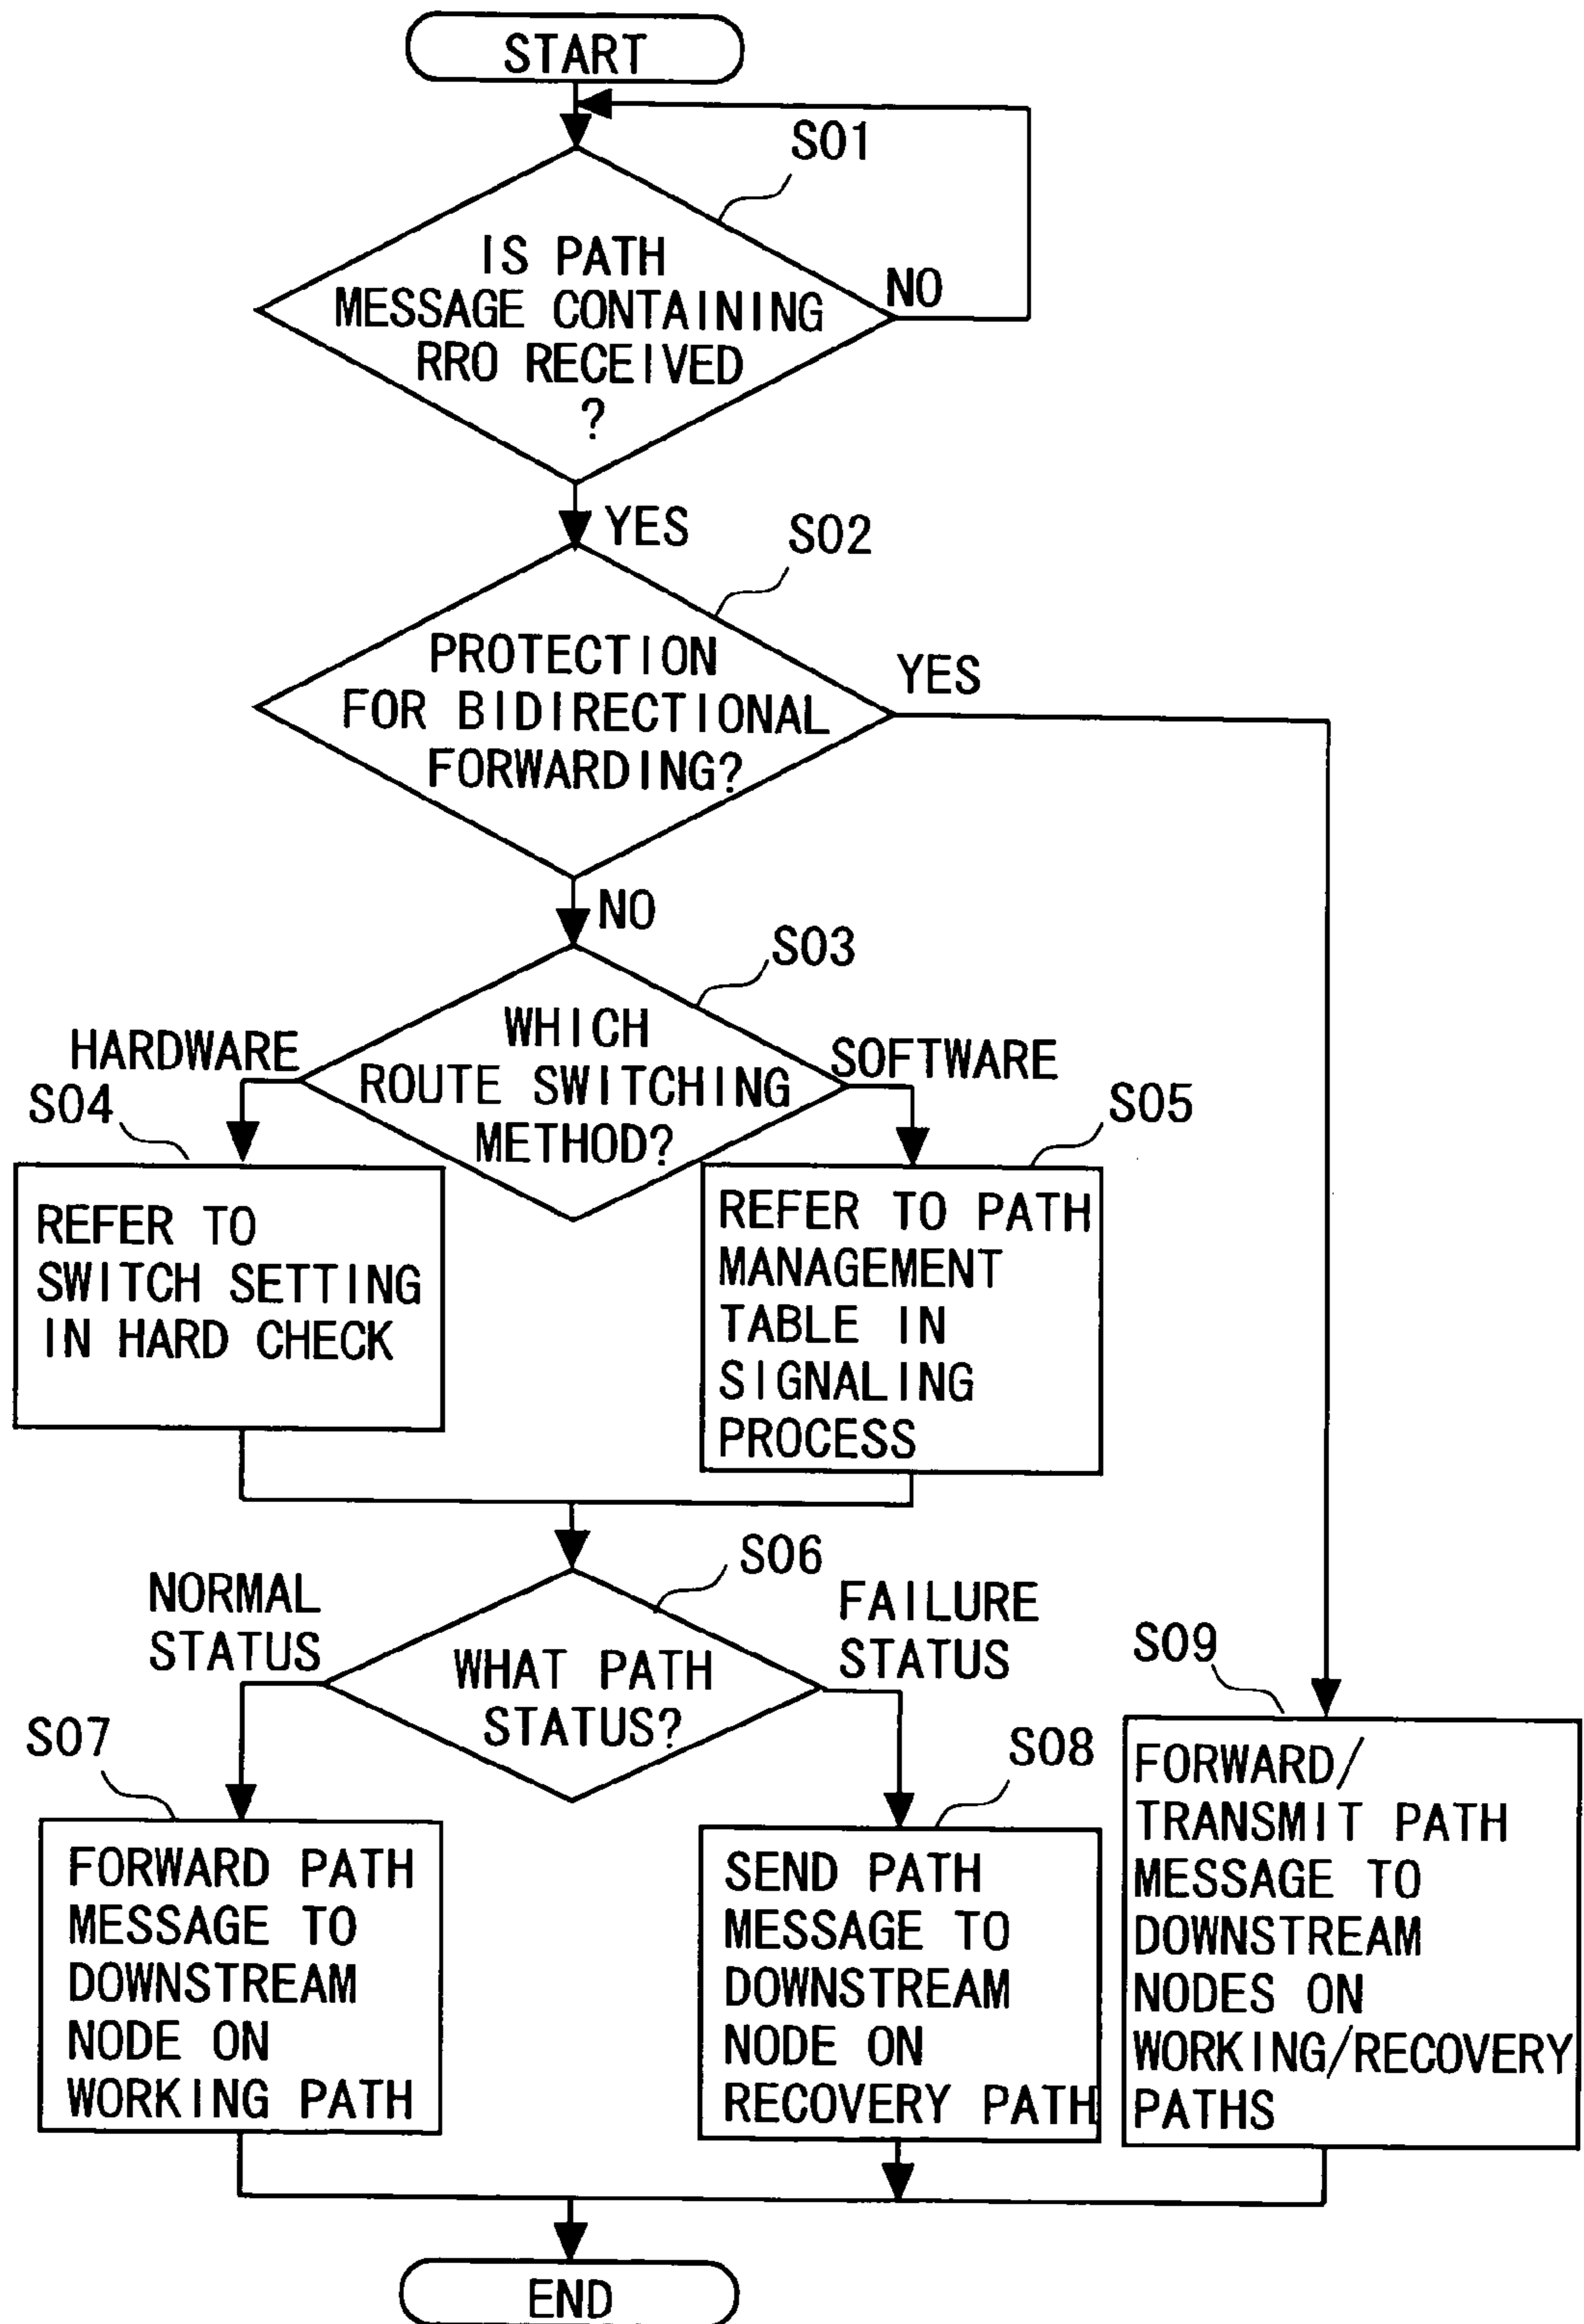 START
S01
IS PATH
MESSAGE CONTAINING
RRO RECEIVED
?
NO
YES
S02
PROTECTION
FOR BIDIRECTIONAL
FORWARDING?
YES
NO
S03
WHICH
ROUTE SWITCHING
METHOD?
HARDWARE
SOFTWARE
S04
REFER TO
SWITCH SETTING
IN HARD CHECK
S05
REFER TO PATH
MANAGEMENT
TABLE IN
SIGNALING
PROCESS
S06
WHAT PATH
STATUS?
NORMAL
STATUS
FAILURE
STATUS
S07
FORWARD PATH
MESSAGE TO
DOWNSTREAM
NODE ON
WORKING PATH
S08
SEND PATH
MESSAGE TO
DOWNSTREAM
NODE ON
RECOVERY PATH
S09
FORWARD/
TRANSMIT PATH
MESSAGE TO
DOWNSTREAM
NODES ON
WORKING/RECOVERY
PATHS
END